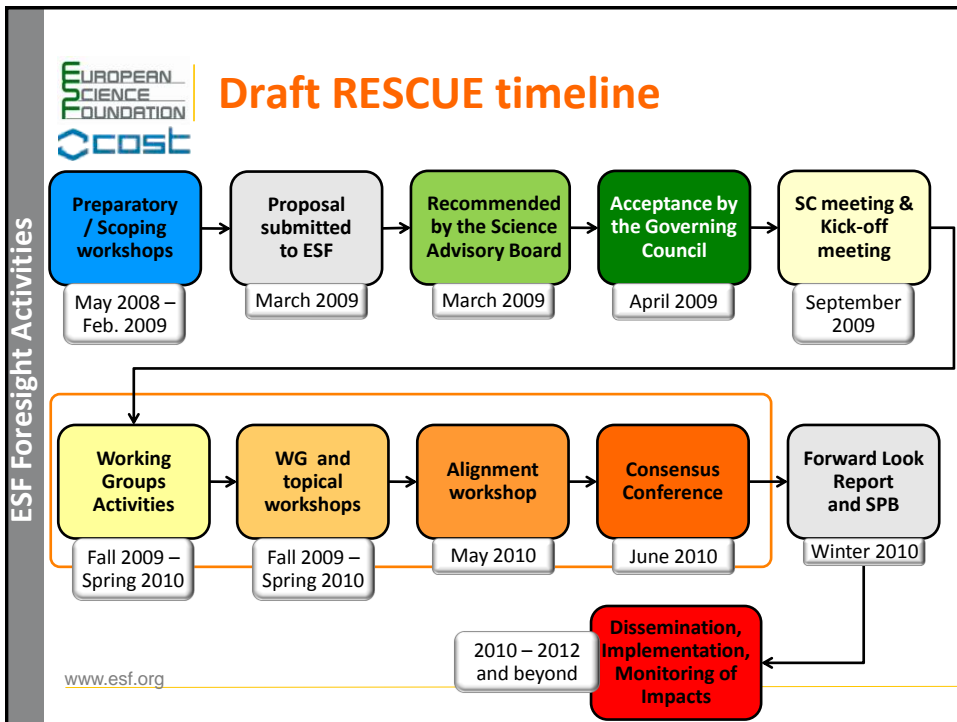 EUROPEAN
SCIENCE
FOUNDATION
cost
Draft RESCUE timeline
ESF Foresight Activities
Preparatory
/ Scoping
workshops
May 2008 –
Feb. 2009
Proposal
submitted
to ESF
March 2009
Recommended
by the Science
Advisory Board
March 2009
Acceptance by
the Governing
Council
April 2009
SC meeting &
Kick-off
meeting
September
2009
Working
Groups
Activities
Fall 2009 –
Spring 2010
WG and
topical
workshops
Fall 2009 –
Spring 2010
Alignment
workshop
May 2010
Consensus
Conference
June 2010
Forward Look
Report
and SPB
Winter 2010
Dissemination,
Implementation,
Monitoring of
Impacts
2010 – 2012
and beyond
www.esf.org